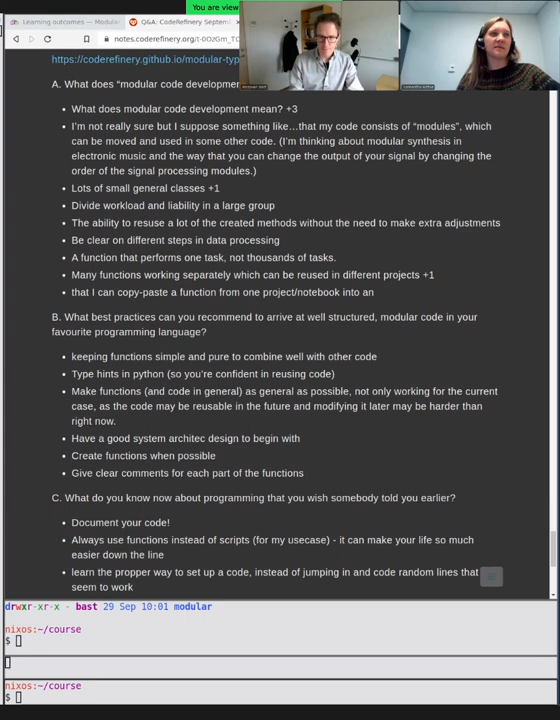 You are view
Learning outcomes — Modula
Q&A: CodeRefinery Septemb
notes.coderefinery.org/t-0OzGm_TC
https://coderefinery.github.io/modular-typ
A. What does “modular code developmen
What does modular code development mean? +3
I’m not really sure but I suppose something like…that my code consists of “modules”, which
can be moved and used in some other code. (I’m thinking about modular synthesis in
electronic music and the way that you can change the output of your signal by changing the
order of the signal processing modules.)
Lots of small general classes +1
Divide workload and liability in a large group
The ability to resuse a lot of the created methods without the need to make extra adjustments
Be clear on different steps in data processing
A function that performs one task, not thousands of tasks.
Many functions working separately which can be reused in different projects +1
that I can copy-paste a function from one project/notebook into an
B. What best practices can you recommend to arrive at well structured, modular code in your
favourite programming language?
keeping functions simple and pure to combine well with other code
Type hints in python (so you’re confident in reusing code)
Make functions (and code in general) as general as possible, not only working for the current
case, as the code may be reusable in the future and modifying it later may be harder than
right now.
Have a good system architec design to begin with
Create functions when possible
Give clear comments for each part of the functions
C. What do you know now about programming that you wish somebody told you earlier?
Document your code!
Always use functions instead of scripts (for my usecase) - it can make your life so much
easier down the line
learn the propper way to set up a code, instead of jumping in and code random lines that
seem to work
drwxr-xr-x - bast 29 Sep 10:01 modular
nixos:~/course
$
nixos:~/course
$